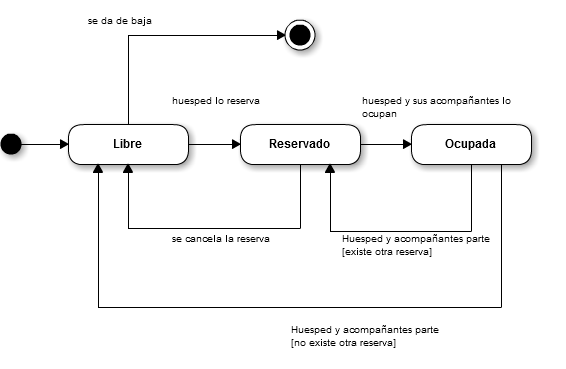 se da de baja
huesped lo reserva
huesped y sus acompañantes lo
ocupan
Libre
Reservado
Ocupada
se cancela la reserva
Huesped y acompañantes parte
[existe otra reserva]
Huesped y acompañantes parte
[no existe otra reserva]